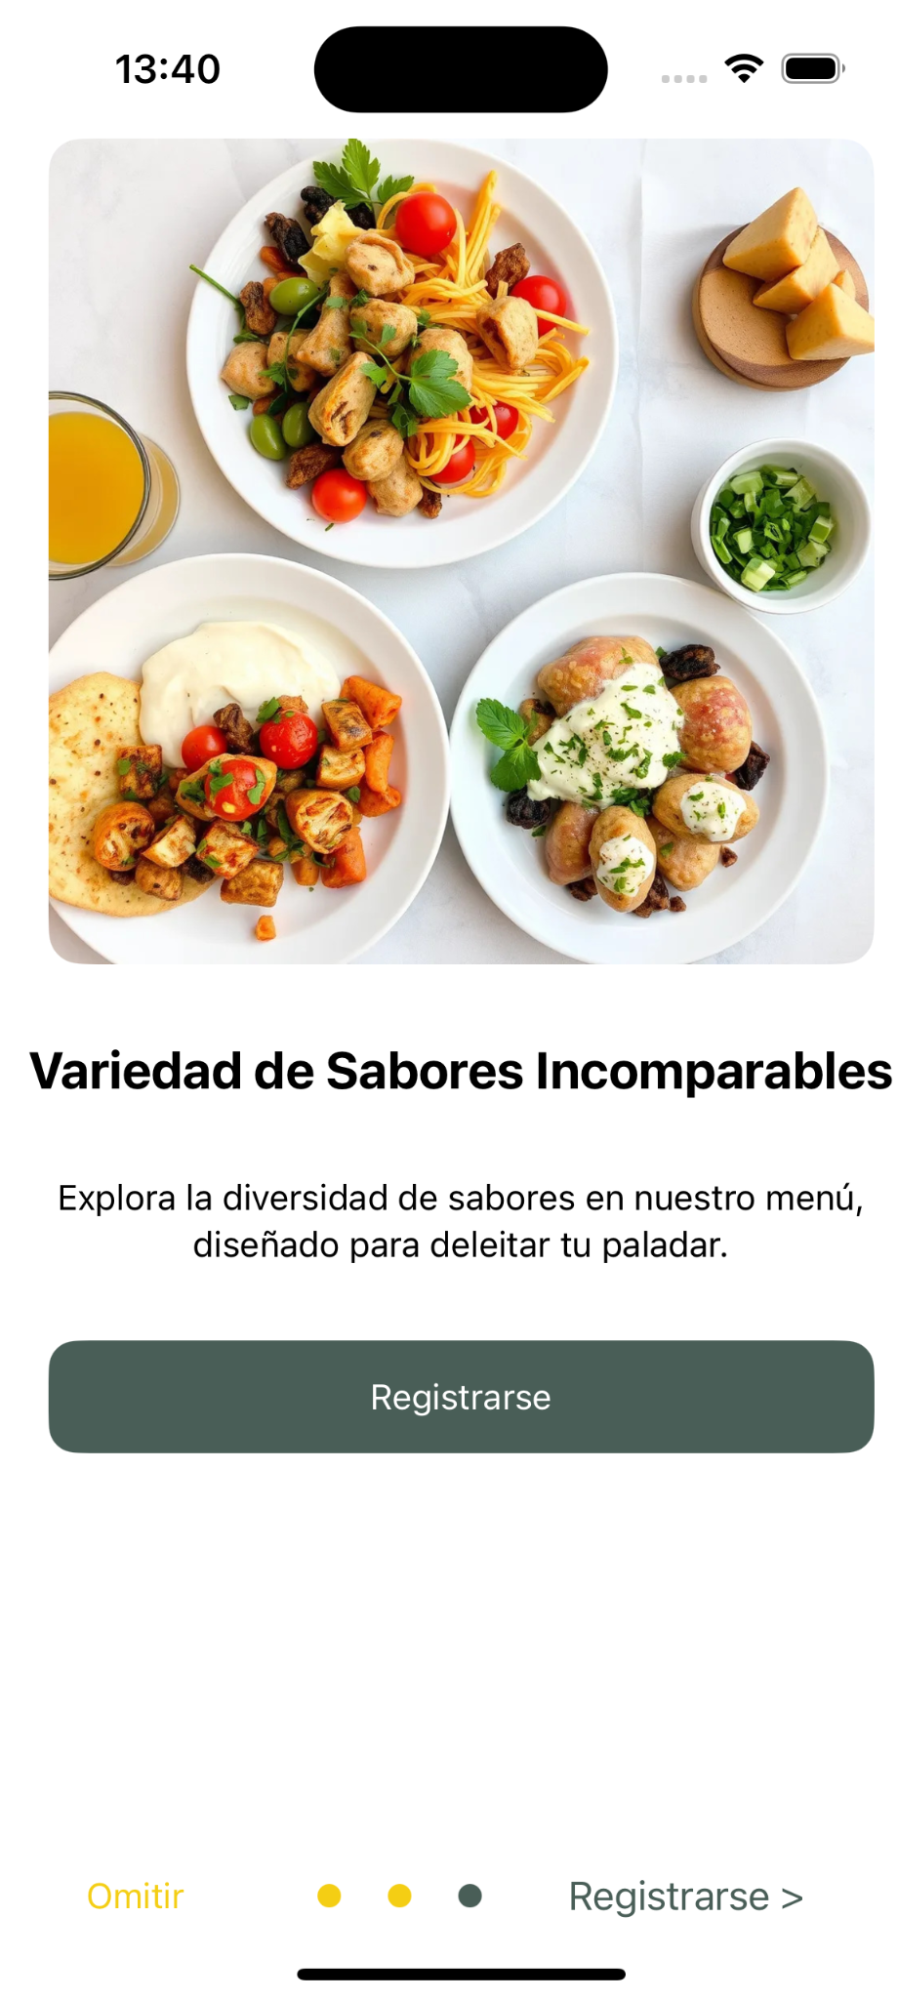 13:40
Variedad de Sabores Incomparables
Explora la diversidad de sabores en nuestro menú,
diseñado para deleitar tu paladar.
Registrarse
Omitir
Registrarse >